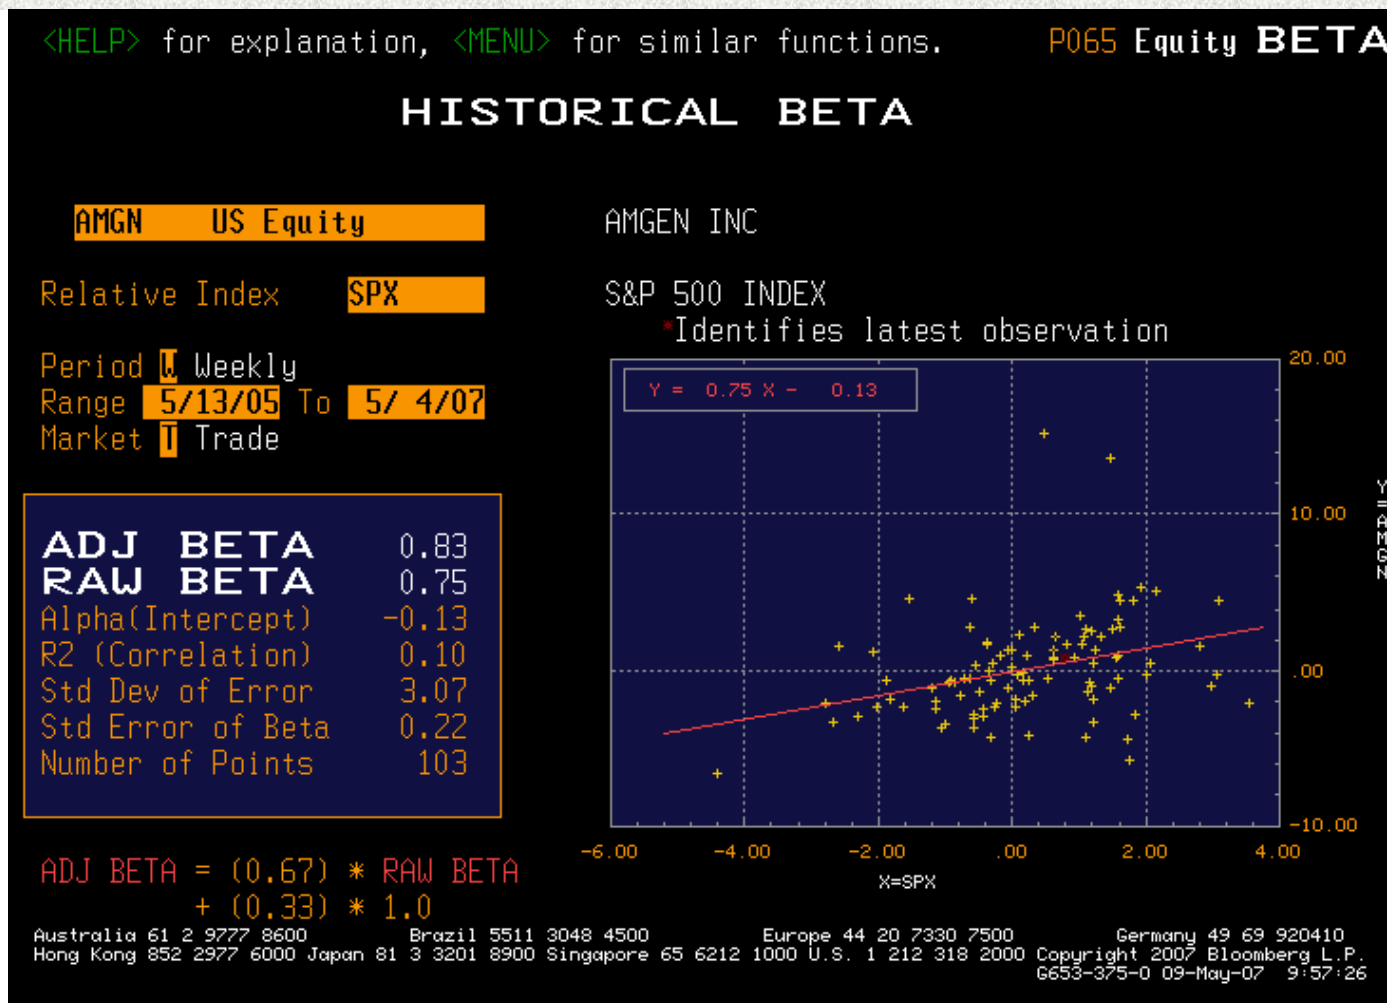 <HELP> for explanation, <MENU> for similar functions. P065 Equity BETA
HISTORICAL BETA
AMGN US Equity AMGEN INC
Relative Index SPX S&P 500 INDEX
*Identifies latest observation
Period W Weekly
Range 5/13/05 To 5/ 4/07
Market T Trade
ADJ BETA 0.83
RAW BETA 0.75
Alpha(Intercept) -0.13
R2 (Correlation) 0.10
Std Dev of Error 3.07
Std Error of Beta 0.22
Number of Points 103
ADJ BETA = (0.67) * RAW BETA
+ (0.33) * 1.0
Y = 0.75 X - 0.13
20.00
10.00
.00
-10.00
Y=AMGN
-6.00 -4.00 -2.00 .00 2.00 4.00
X=SPX
Australia 61 2 9777 8600 Brazil 5511 3048 4500 Europe 44 20 7330 7500 Germany 49 69 920410
Hong Kong 852 2977 6000 Japan 81 3 3201 8900 Singapore 65 6212 1000 U.S. 1 212 318 2000 Copyright 2007 Bloomberg L.P.
G653-375-0 09-May-07 9:57:26